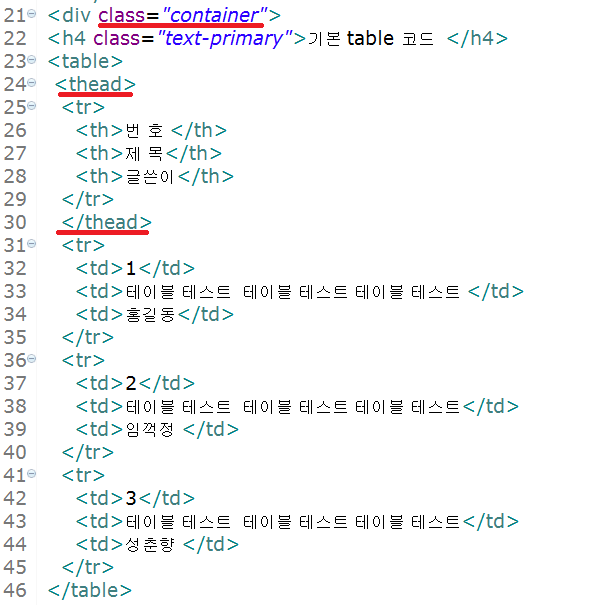 21 <div class="container">
22 <h4 class="text-primary">기본 table 코드 </h4>
23 <table>
24 <thead>
25 <tr>
26 <th>번 호 </th>
27 <th>제 목</th>
28 <th>글쓴이</th>
29 </tr>
30 </thead>
31 <tr>
32 <td>1</td>
33 <td>테이블 테스트 테이블 테스트 테이블 테스트 </td>
34 <td>홍길동</td>
35 </tr>
36 <tr>
37 <td>2</td>
38 <td>테이블 테스트 테이블 테스트 테이블 테스트</td>
39 <td>임꺽정 </td>
40 </tr>
41 <tr>
42 <td>3</td>
43 <td>테이블 테스트 테이블 테스트 테이블 테스트</td>
44 <td>성춘향 </td>
45 </tr>
46 </table>